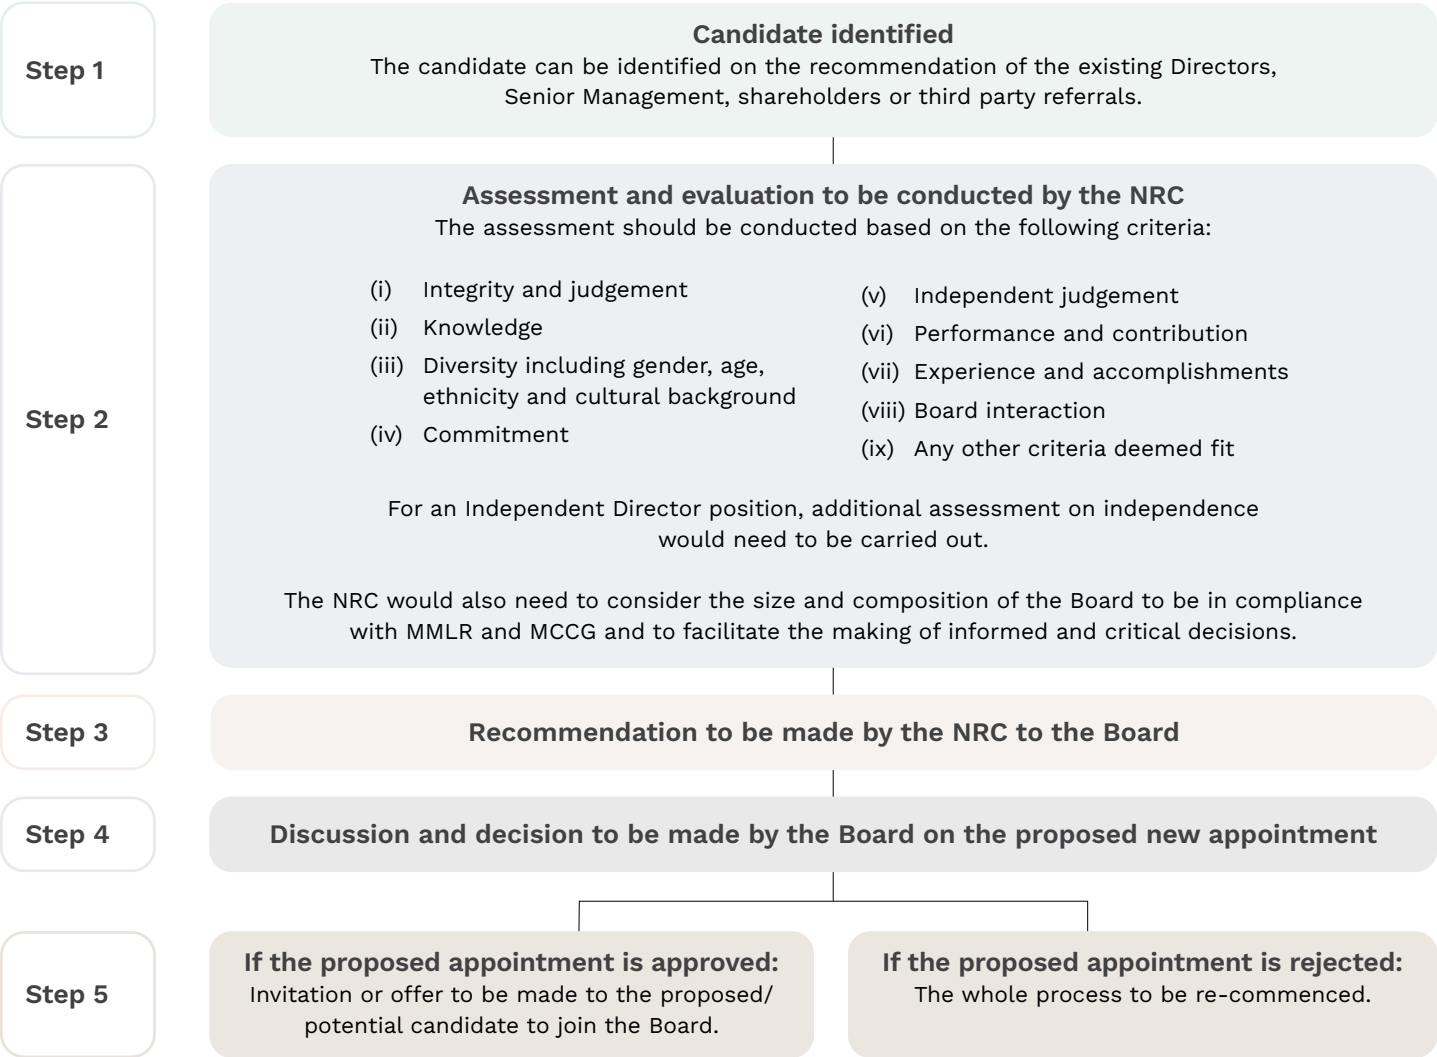 Step 1
Candidate identified
The candidate can be identified on the recommendation of the existing Directors,
Senior Management, shareholders or third party referrals.
Step 2
Assessment and evaluation to be conducted by the NRC
The assessment should be conducted based on the following criteria:
(i) Integrity and judgement
(ii) Knowledge
(iii) Diversity including gender, age,
ethnicity and cultural background
(iv) Commitment
(v) Independent judgement
(vi) Performance and contribution
(vii) Experience and accomplishments
(viii) Board interaction
(ix) Any other criteria deemed fit
For an Independent Director position, additional assessment on independence
would need to be carried out.
The NRC would also need to consider the size and composition of the Board to be in compliance
with MMLR and MCCG and to facilitate the making of informed and critical decisions.
Step 3
Recommendation to be made by the NRC to the Board
Step 4
Discussion and decision to be made by the Board on the proposed new appointment
Step 5
If the proposed appointment is approved:
Invitation or offer to be made to the proposed/
potential candidate to join the Board.
If the proposed appointment is rejected:
The whole process to be re-commenced.